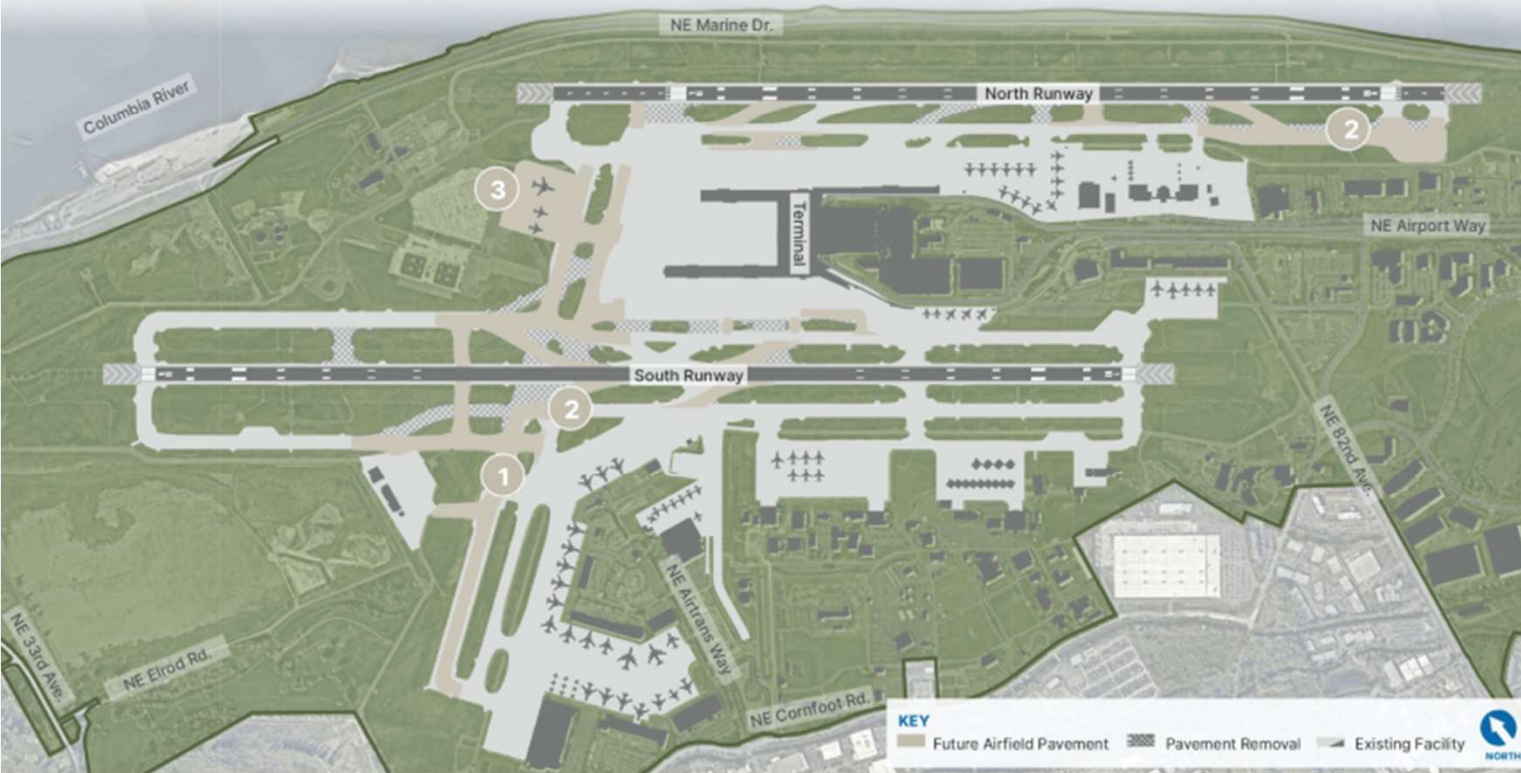 NE Marine Dr.
Columbia River
North Runway
2
3
Terminal
NE Airport Way
South Runway
2
1
NE 82nd Ave.
NE Airtrans Way
NE 33rd Ave.
NE Elrod Rd.
NE Cornfoot Rd.
KEY
Future Airfield Pavement
Pavement Removal
Existing Facility
NORTH